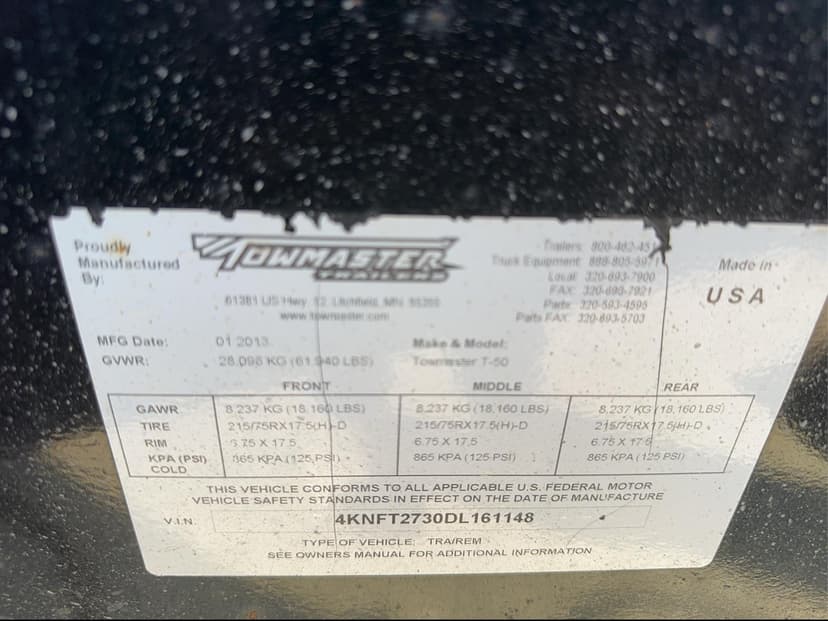 Proudly
Manufactured
By:
TOWMASTER
TRAILERS
61381 US Hwy. 12, Litchfield, MN 55355
www.towmaster.com
Trailers: 800-462-451
Truck Equipment: 888-805-5971
Local: 320-693-7900
FAX: 320-693-7921
Parts: 320-593-4595
Parts FAX: 320-693-5703
Made in
USA
MFG Date: 01 2013 Make & Model:
GVWR: 28,096 KG (61,940 LBS) Towmaster T-50
FRONT MIDDLE REAR
GAWR 8,237 KG (18,160 LBS) 8,237 KG (18,160 LBS) 8,237 KG (18,160 LBS)
TIRE 215/75RX17.5(H)-D 215/75RX17.5(H)-D 215/75RX17.5(H)-D
RIM 6.75 X 17.5 6.75 X 17.5 6.75 X 17.5
KPA (PSI) 865 KPA (125 PSI) 865 KPA (125 PSI) 865 KPA (125 PSI)
COLD
THIS VEHICLE CONFORMS TO ALL APPLICABLE U.S. FEDERAL MOTOR
VEHICLE SAFETY STANDARDS IN EFFECT ON THE DATE OF MANUFACTURE
V.I.N. 4KNFT2730DL161148
TYPE OF VEHICLE: TRA/REM
SEE OWNERS MANUAL FOR ADDITIONAL INFORMATION